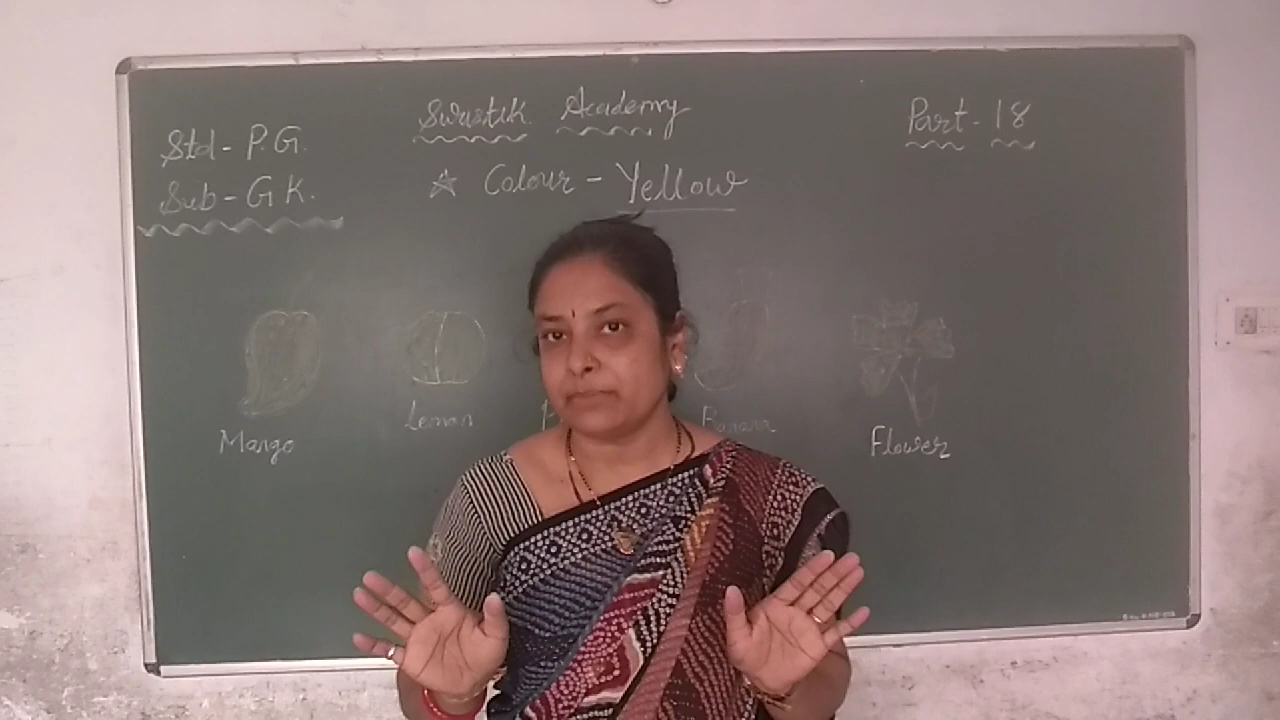 Swastik Academy
Part - 18
Std - P.G.
Sub - G K.
☆ Colour - Yellow
Mango
Lemon
Banana
Flower